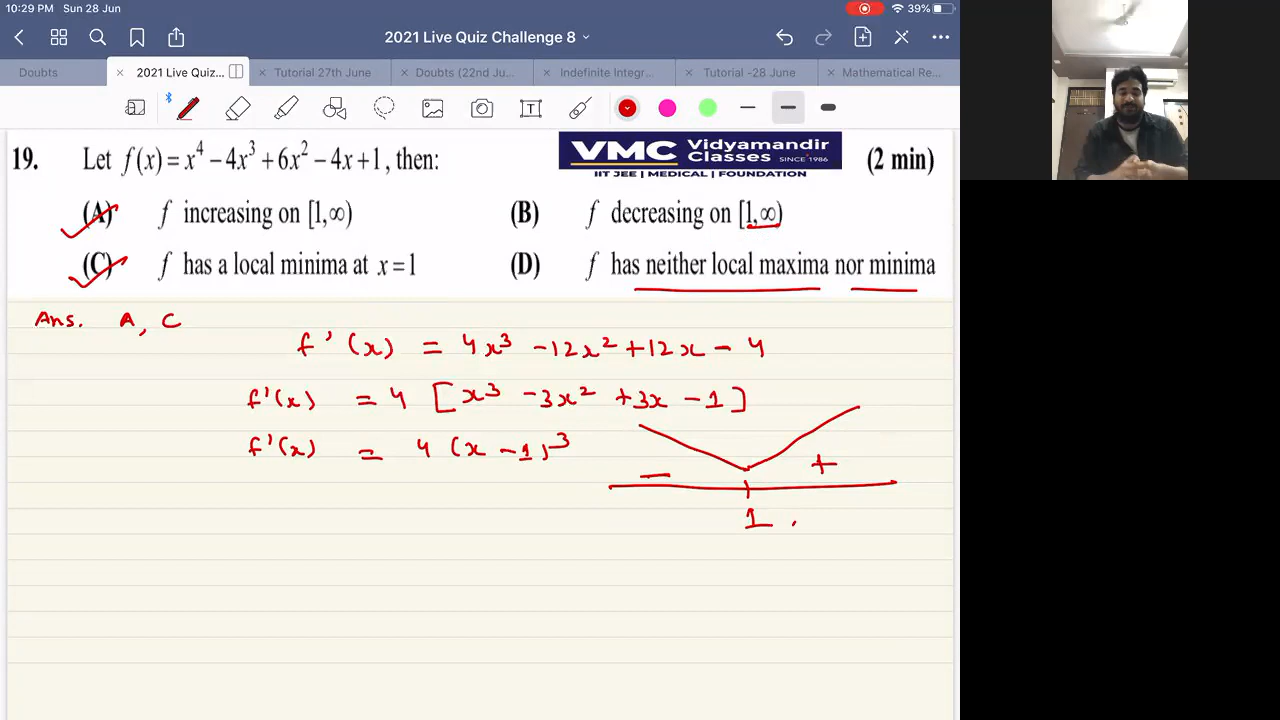 10:29 PM Sun 28 Jun 39%
2021 Live Quiz Challenge 8
Doubts 2021 Live Quiz... Tutorial 27th June Doubts (22nd Ju... Indefinite Integr... Tutorial -28 June Mathematical Re...
19. Let f(x) = x⁴ − 4x³ + 6x² − 4x + 1, then: (2 min)
VMC Vidyamandir Classes SINCE 1986
IIT JEE | MEDICAL | FOUNDATION
(A) f increasing on [1,∞) (B) f decreasing on [1,∞)
(C) f has a local minima at x = 1 (D) f has neither local maxima nor minima
Ans. A, C
f'(x) = 4x³ − 12x² + 12x − 4
f'(x) = 4 [x³ − 3x² + 3x − 1]
f'(x) = 4 (x − 1)³
− +
1 .